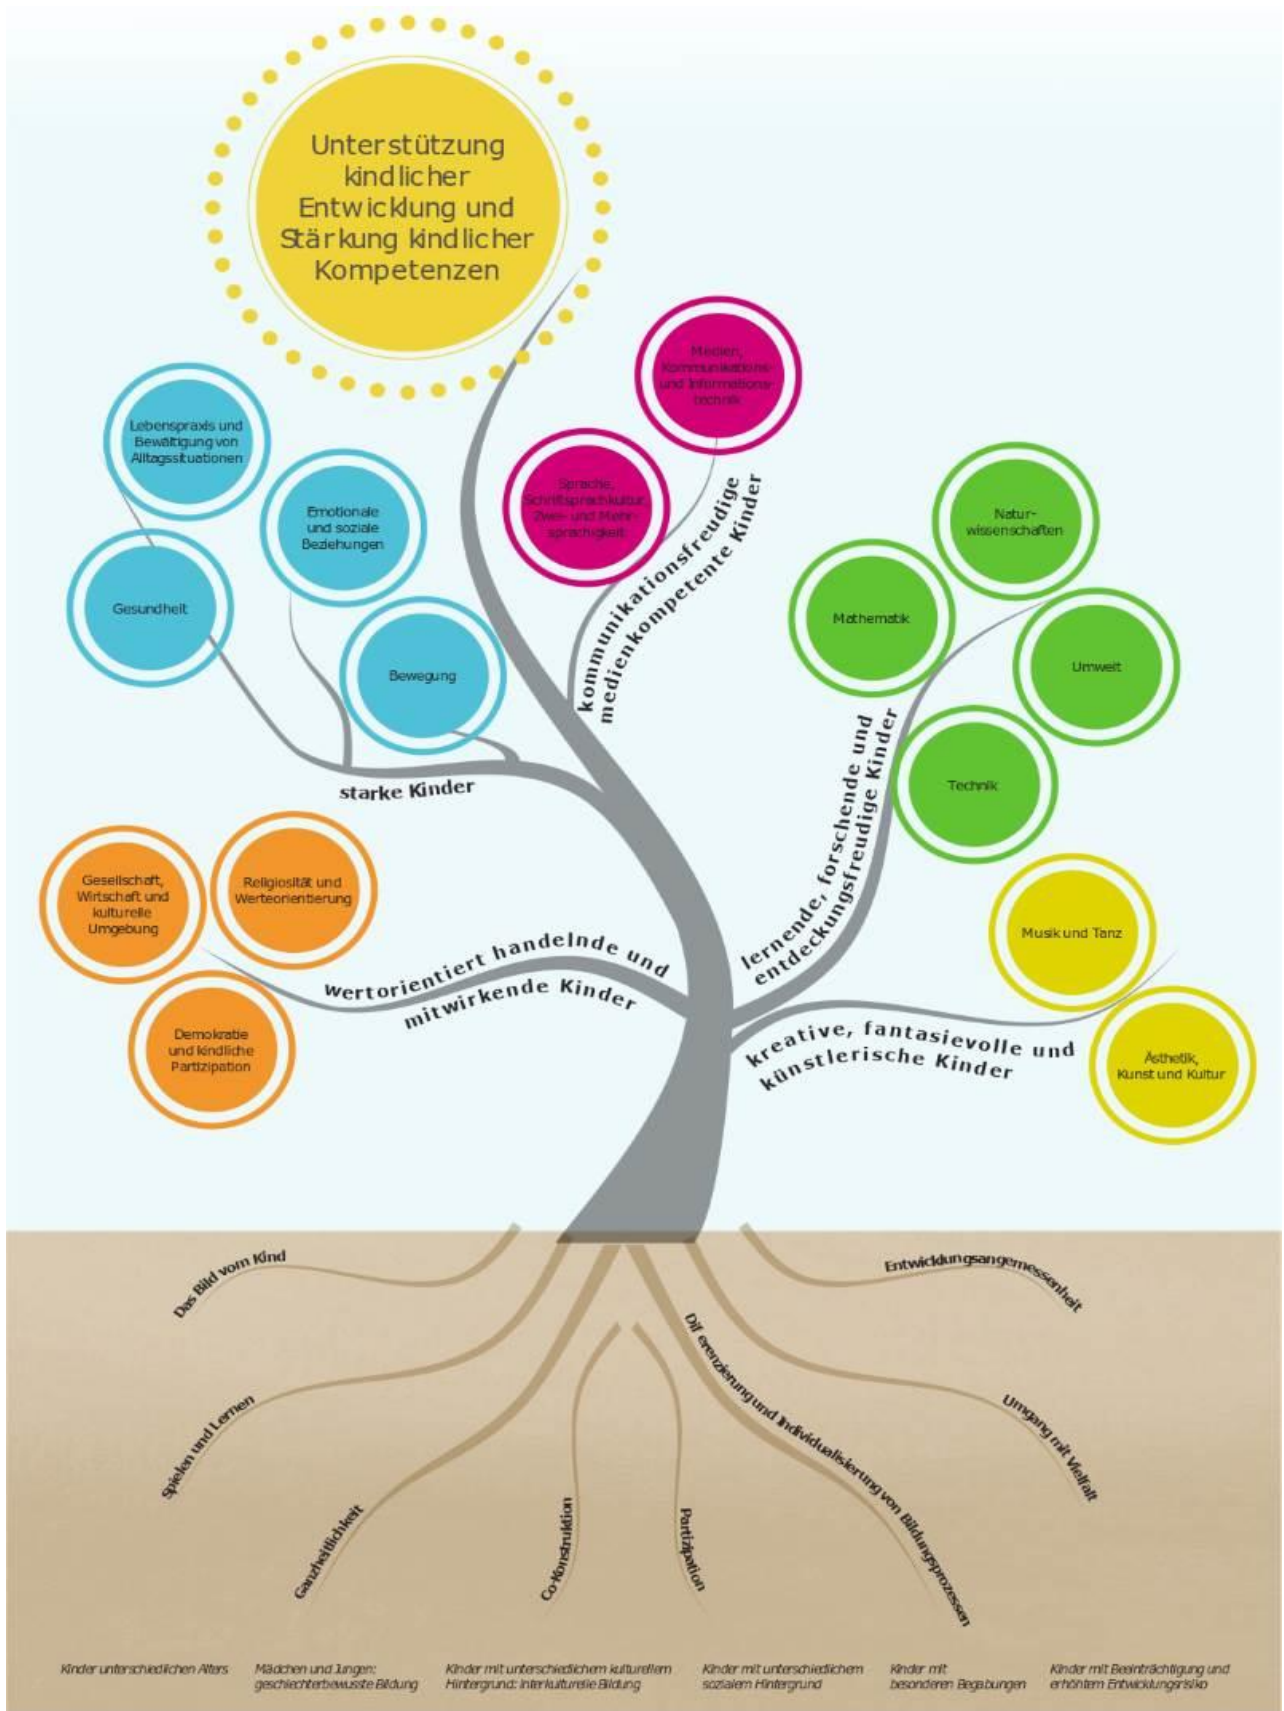 Unterstützung
kindlicher
Entwicklung und
Stärkung kindlicher
Kompetenzen
Medien,
Kommunikations-
und Informations-
technik
Sprache,
Schriftsprachkultur,
Zwei- und Mehr-
sprachigkeit
kommunikationsfreudige
medienkompetente Kinder
Lebenspraxis und
Bewältigung von
Alltagssituationen
Emotionale
und soziale
Beziehungen
Gesundheit
Bewegung
starke Kinder
Natur-
wissenschaften
Mathematik
Umwelt
Technik
lernende, forschende und
entdeckungsfreudige Kinder
Gesellschaft,
Wirtschaft und
kulturelle
Umgebung
Religiosität und
Werteorientierung
Demokratie
und kindliche
Partizipation
wertorientiert handelnde und
mitwirkende Kinder
Musik und Tanz
Ästhetik,
Kunst und Kultur
kreative, fantasievolle und
künstlerische Kinder
Das Bild vom Kind
Spielen und Lernen
Ganzheitlichkeit
Co-Konstruktion
Partizipation
Dif erenzierung und Individualisierung von Bildungsprozessen
Umgang mit Vielfalt
Entwicklungsangemessenheit
Kinder unterschiedlichen Alters
Mädchen und Jungen:
geschlechterbewusste Bildung
Kinder mit unterschiedlichem kulturellem
Hintergrund: Interkulturelle Bildung
Kinder mit unterschiedlichem
sozialem Hintergrund
Kinder mit
besonderen Begabungen
Kinder mit Beeinträchtigung und
erhöhtem Entwicklungsrisiko